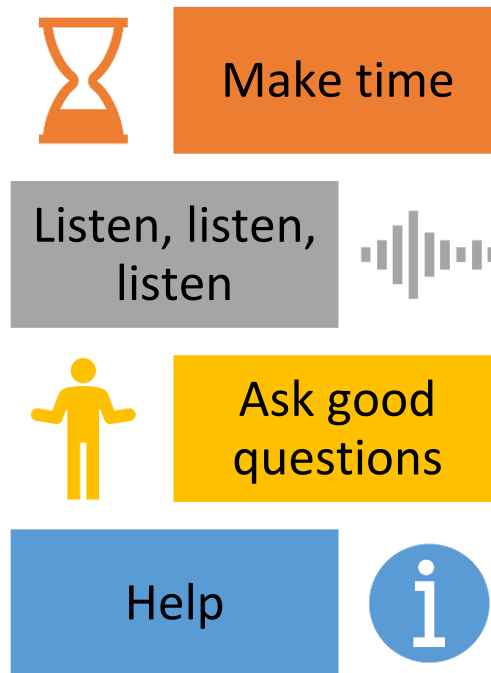 Make time
Listen, listen,
listen
Ask good
questions
Help
i